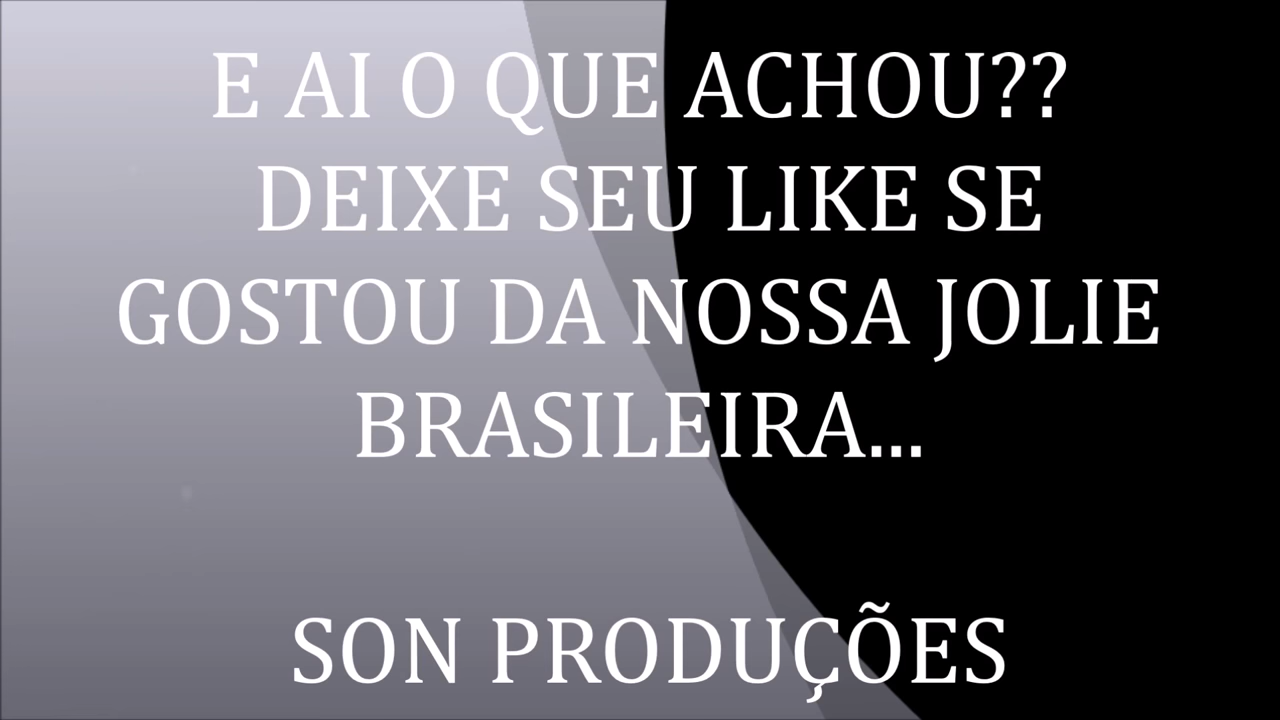 E AI O QUE ACHOU??
DEIXE SEU LIKE SE
GOSTOU DA NOSSA JOLIE
BRASILEIRA...
SON PRODUÇÕES